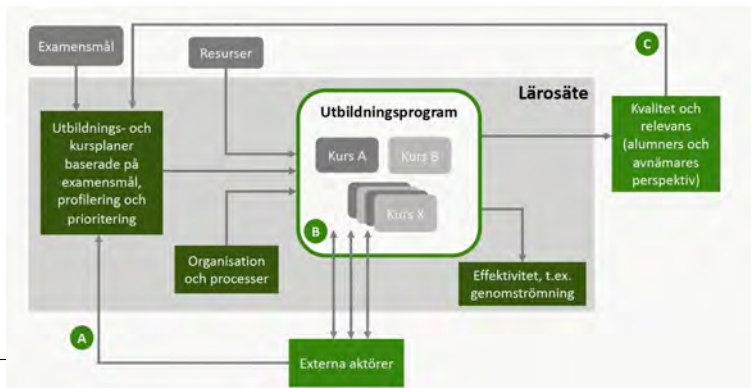 Examensmål
Resurser
C
Lärosäte
Utbildnings- och
kursplaner
baserade på
examensmål,
profilering och
prioritering
Utbildningsprogram
Kurs A
Kurs B
Kurs X
B
Kvalitet och
relevans
(alumners och
avnämares
perspektiv)
Organisation
och processer
Effektivitet, t.ex.
genomströmning
A
Externa aktörer